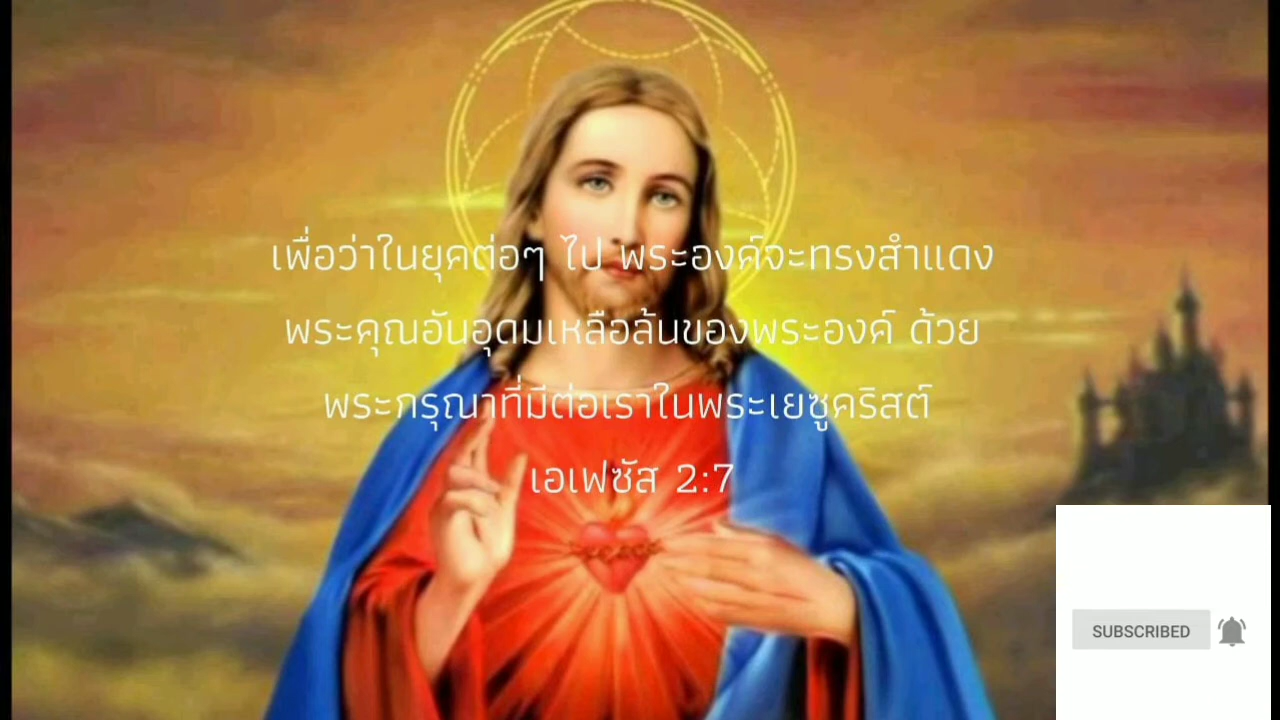 เพื่อว่าในยุคต่อๆ ไป พระองค์จะทรงสำแดง
พระคุณอันอุดมเหลือล้นของพระองค์ ด้วย
พระกรุณาที่มีต่อเราในพระเยซูคริสต์
เอเฟซัส 2:7
SUBSCRIBED